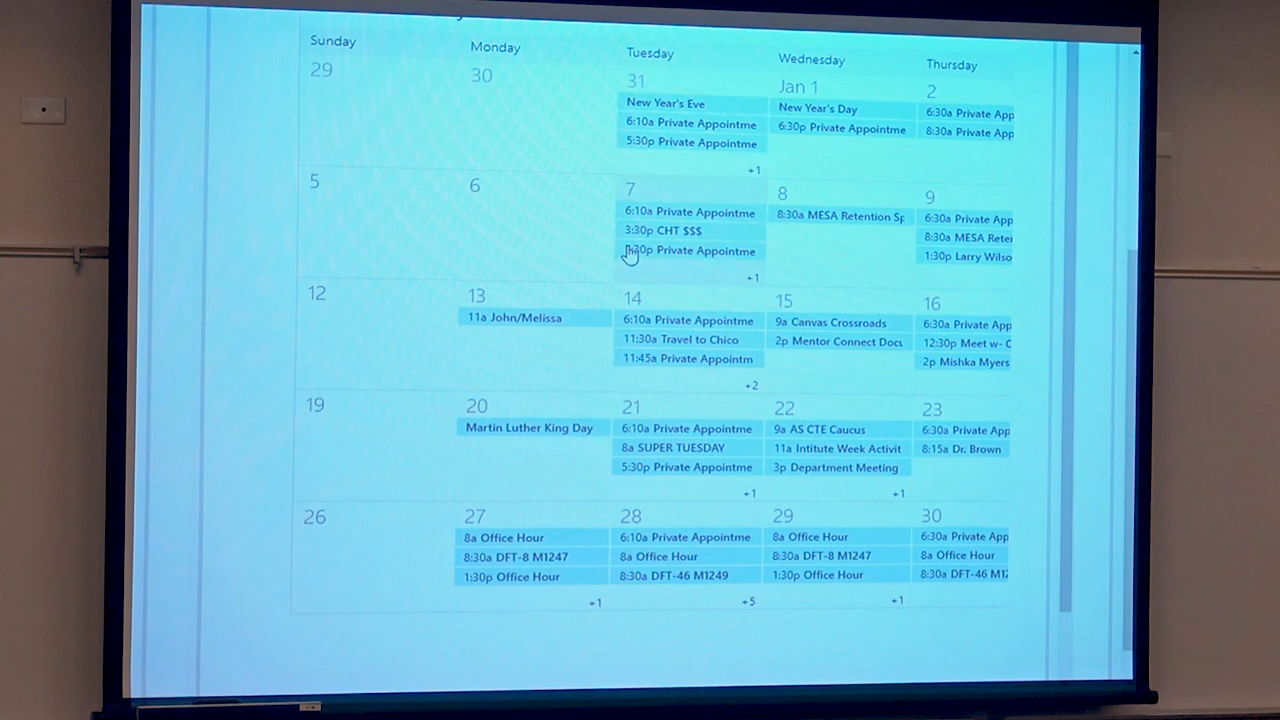 Sunday
Monday
Tuesday
Wednesday
Thursday
29
30
31
Jan 1
2
New Year's Eve
6:10a Private Appointme
5:30p Private Appointme
+1
New Year's Day
6:30p Private Appointme
6:30a Private App
8:30a Private App
5
6
7
8
9
6:10a Private Appointme
3:30p CHT $$$
30p Private Appointme
+1
8:30a MESA Retention Sp
6:30a Private App
8:30a MESA Reter
1:30p Larry Wilso
12
13
14
15
16
11a John/Melissa
6:10a Private Appointme
11:30a Travel to Chico
11:45a Private Appointm
+2
9a Canvas Crossroads
2p Mentor Connect Docu
6:30a Private App
12:30p Meet w- C
2p Mishka Myers
19
20
21
22
23
Martin Luther King Day
6:10a Private Appointme
8a SUPER TUESDAY
5:30p Private Appointme
+1
9a AS CTE Caucus
11a Intitute Week Activit
3p Department Meeting
+1
6:30a Private App
8:15a Dr. Brown
26
27
28
29
30
8a Office Hour
8:30a DFT-8 M1247
1:30p Office Hour
+1
6:10a Private Appointme
8a Office Hour
8:30a DFT-46 M1249
+5
8a Office Hour
8:30a DFT-8 M1247
1:30p Office Hour
+1
6:30a Private App
8a Office Hour
8:30a DFT-46 M12